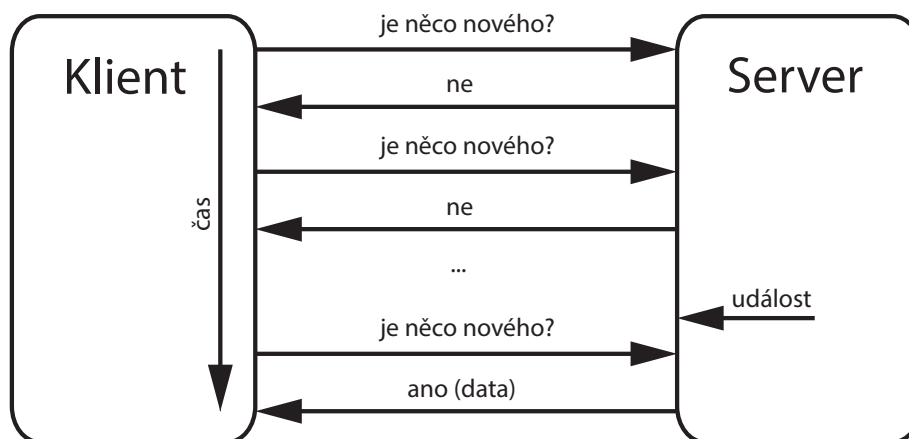 je něco nového?
Klient
Server
ne
je něco nového?
čas
ne
...
událost
je něco nového?
ano (data)